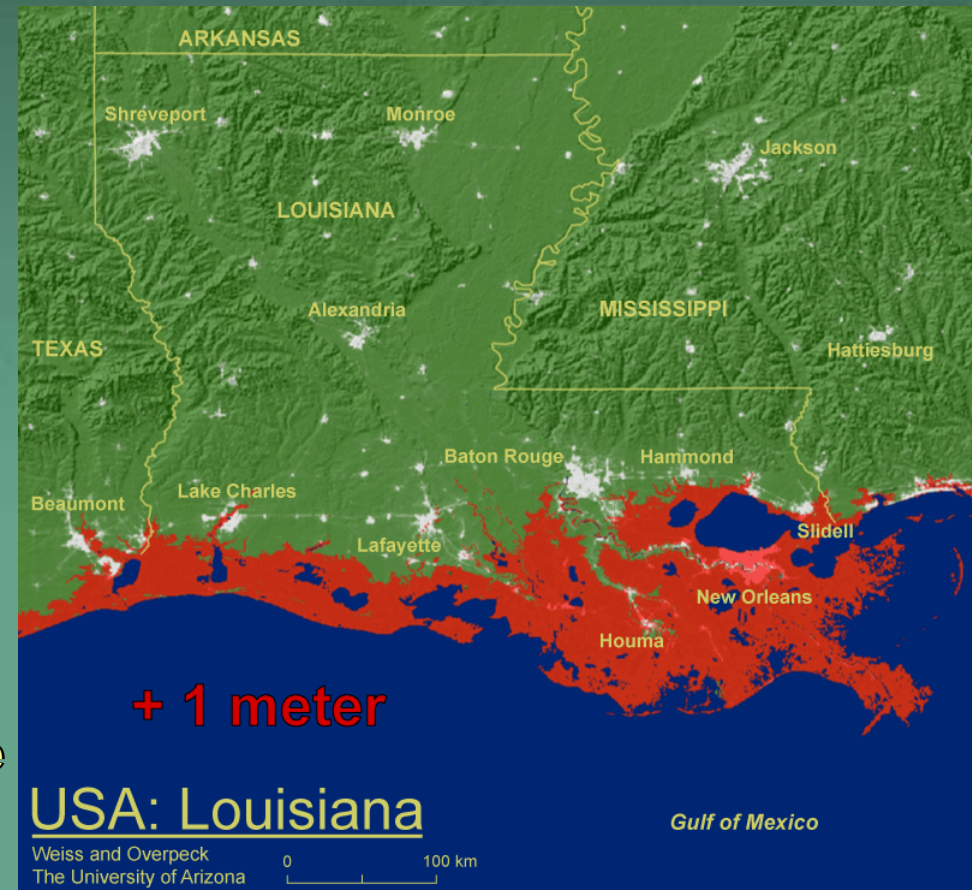 ARKANSAS
Shreveport
Monroe
Jackson
LOUISIANA
Alexandria
MISSISSIPPI
TEXAS
Hattiesburg
Baton Rouge
Hammond
Beaumont
Lake Charles
Slidell
Lafayette
New Orleans
Houma
+ 1 meter
e
USA: Louisiana
Gulf of Mexico
Weiss and Overpeck
0 100 km
The University of Arizona